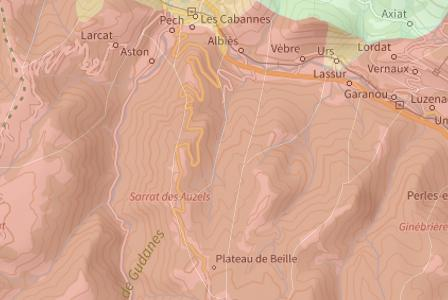 Axiat
Pech
Les Cabannes
Larcat
Aston
Albiès
Vèbre
Urs
Lordat
Vernaux
Lassur
Garanou
Luzena
Un
Sarrat des Auzels
Perles-e
Ginébrière
de Gudanes
Plateau de Beille